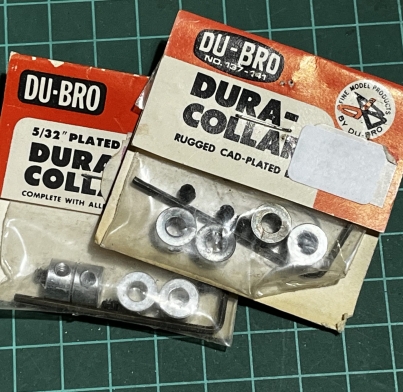 DU-BRO
5/32" PLATED
DURA
COLLA
COMPLETE WITH ALLE
DU-BRO
NO. 137-141
DURA-
COLLAR
RUGGED CAD-PLATED
FINE MODEL PRODUCTS
BY DU-BRO